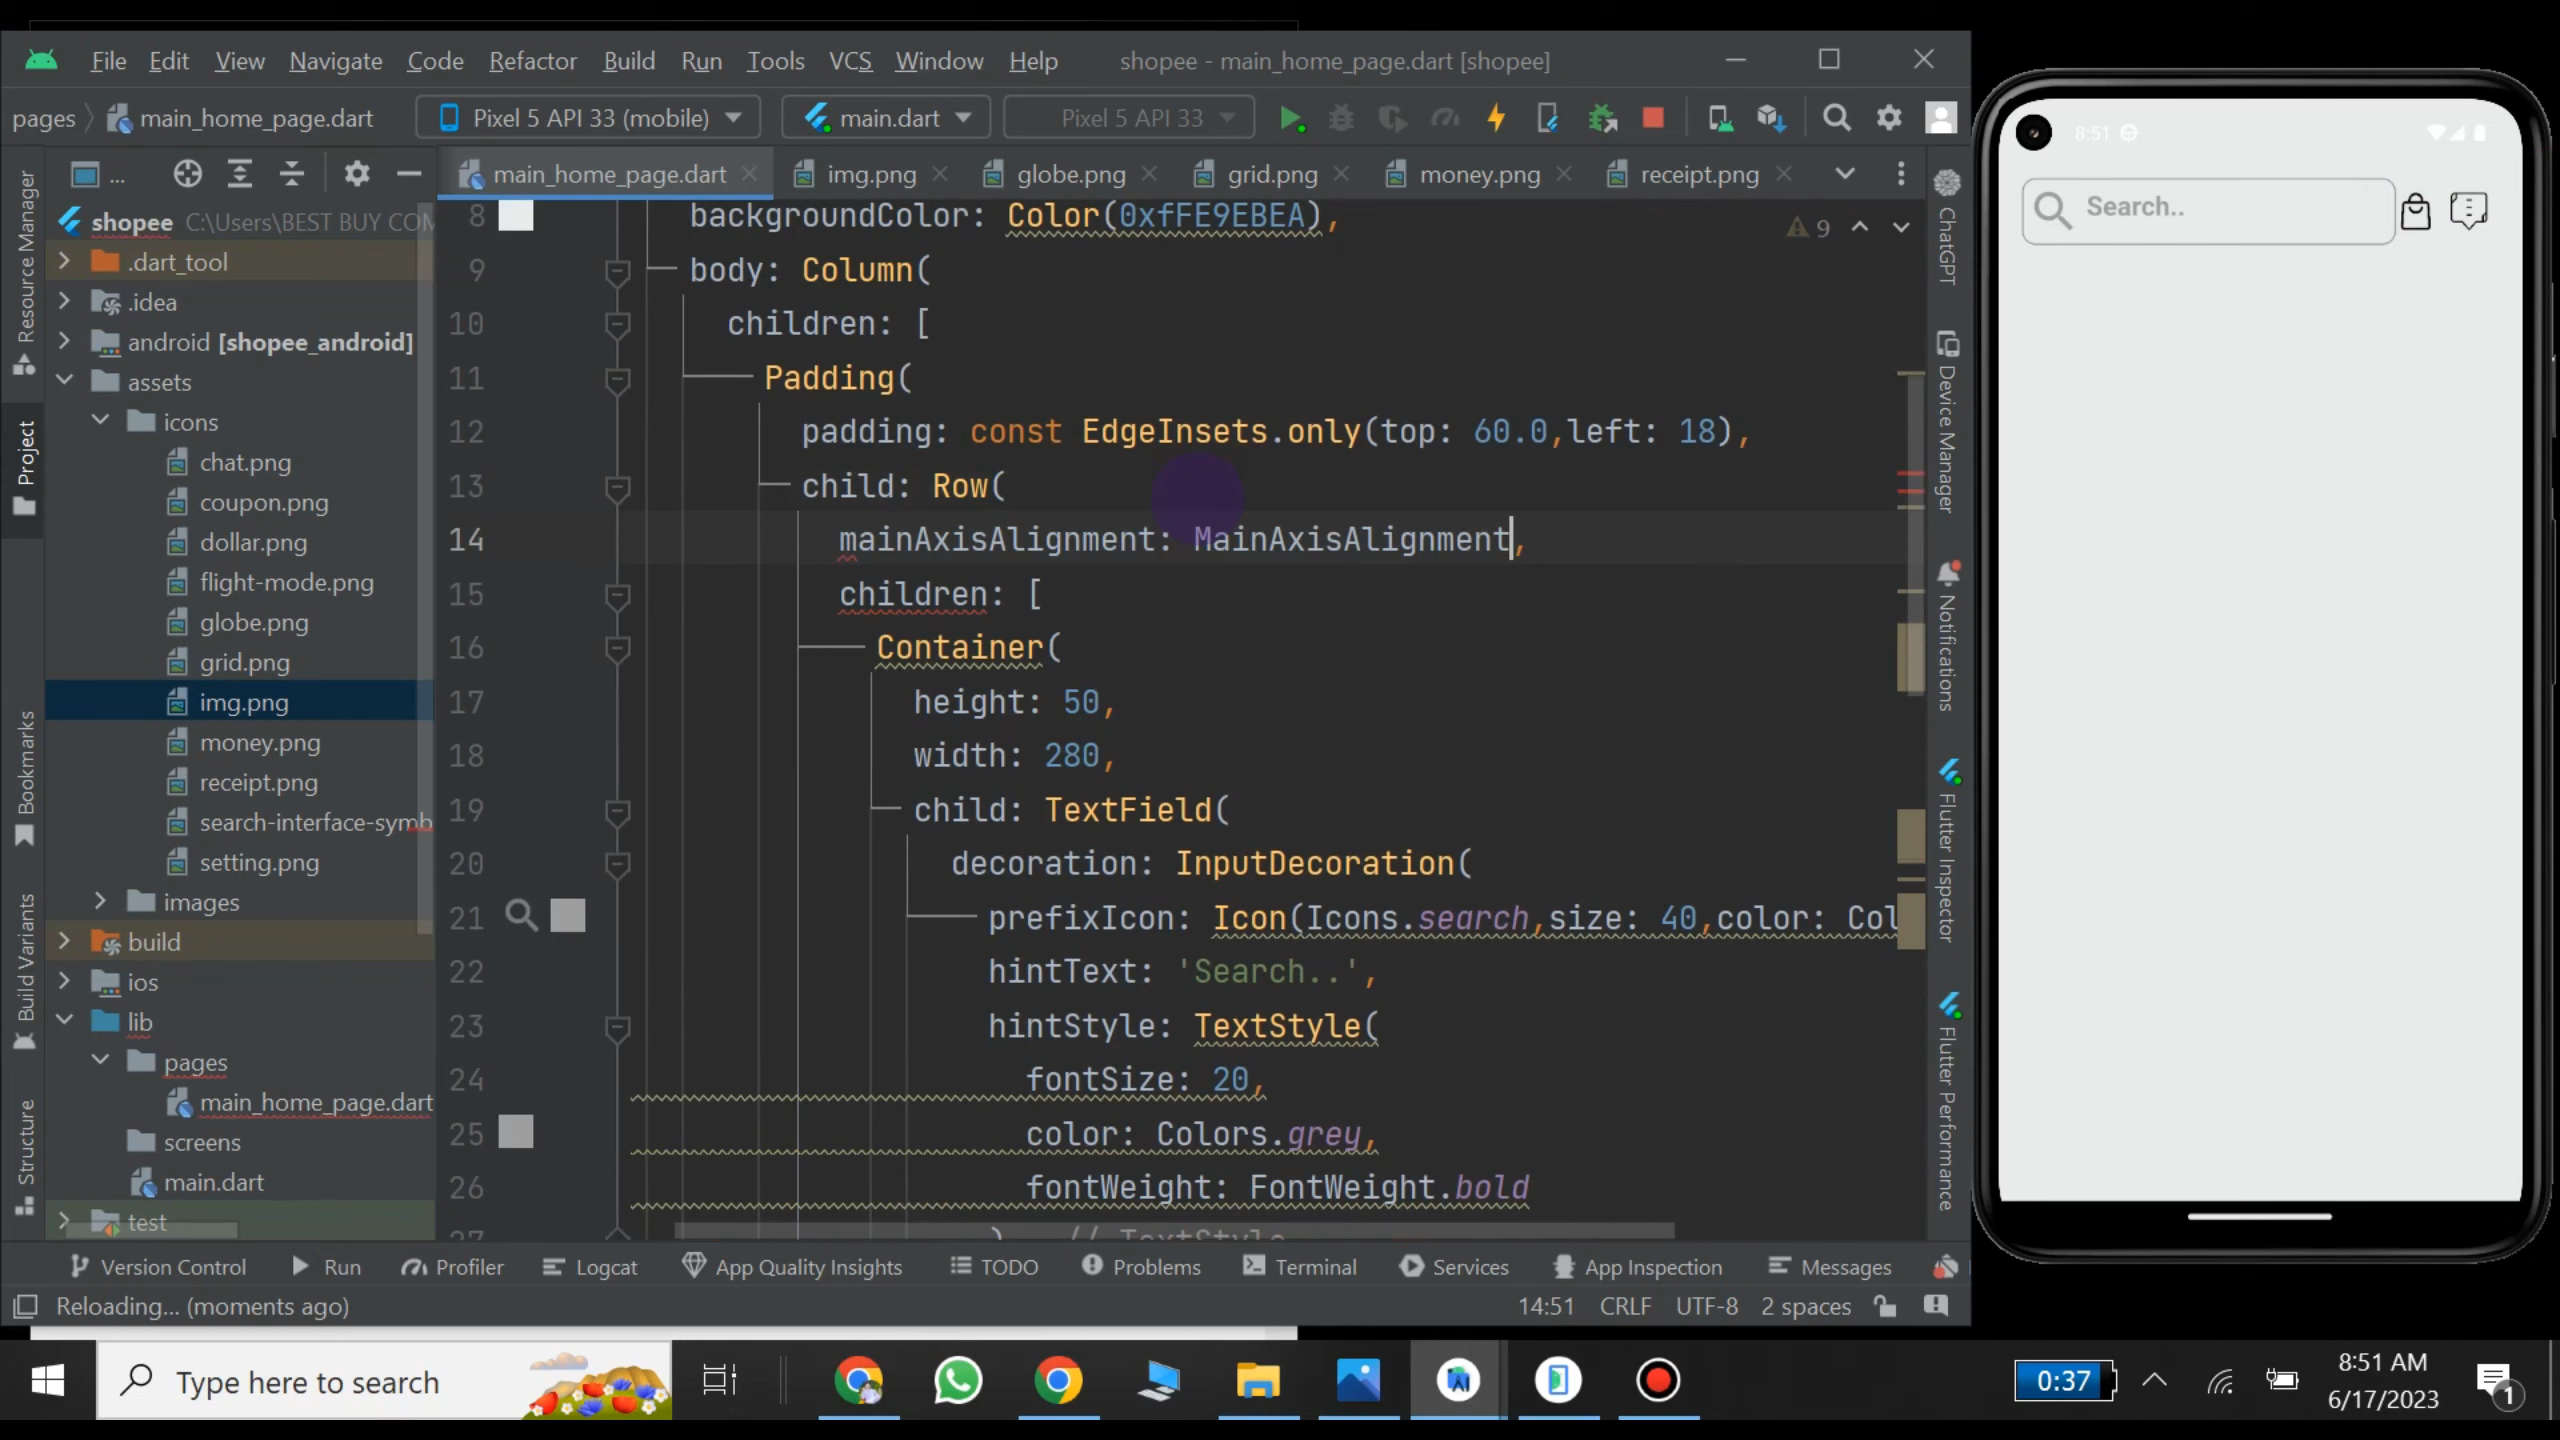 File Edit View Navigate Code Refactor Build Run Tools VCS Window Help shopee - main_home_page.dart [shopee]
pages main_home_page.dart Pixel 5 API 33 (mobile) main.dart Pixel 5 API 33
... main_home_page.dart img.png globe.png grid.png money.png receipt.png
Resource Manager
Project
Bookmarks
Build Variants
Structure
shopee C:\Users\BEST BUY COM
.dart_tool
.idea
android [shopee_android]
assets
icons
chat.png
coupon.png
dollar.png
flight-mode.png
globe.png
grid.png
img.png
money.png
receipt.png
search-interface-symb
setting.png
images
build
ios
lib
pages
main_home_page.dart
screens
main.dart
test
8 backgroundColor: Color(0xfFE9EBEA),
9 body: Column(
10 children: [
11 Padding(
12 padding: const EdgeInsets.only(top: 60.0,left: 18),
13 child: Row(
14 mainAxisAlignment: MainAxisAlignment,
15 children: [
16 Container(
17 height: 50,
18 width: 280,
19 child: TextField(
20 decoration: InputDecoration(
21 prefixIcon: Icon(Icons.search,size: 40,color: Col
22 hintText: 'Search..',
23 hintStyle: TextStyle(
24 fontSize: 20,
25 color: Colors.grey,
26 fontWeight: FontWeight.bold
27 ) // TextStyle
9
ChatGPT
Device Manager
Notifications
Flutter Inspector
Flutter Performance
8:51
Search..
Version Control Run Profiler Logcat App Quality Insights TODO Problems Terminal Services App Inspection Messages
Reloading... (moments ago) 14:51 CRLF UTF-8 2 spaces
Type here to search
0:37
8:51 AM
6/17/2023
1